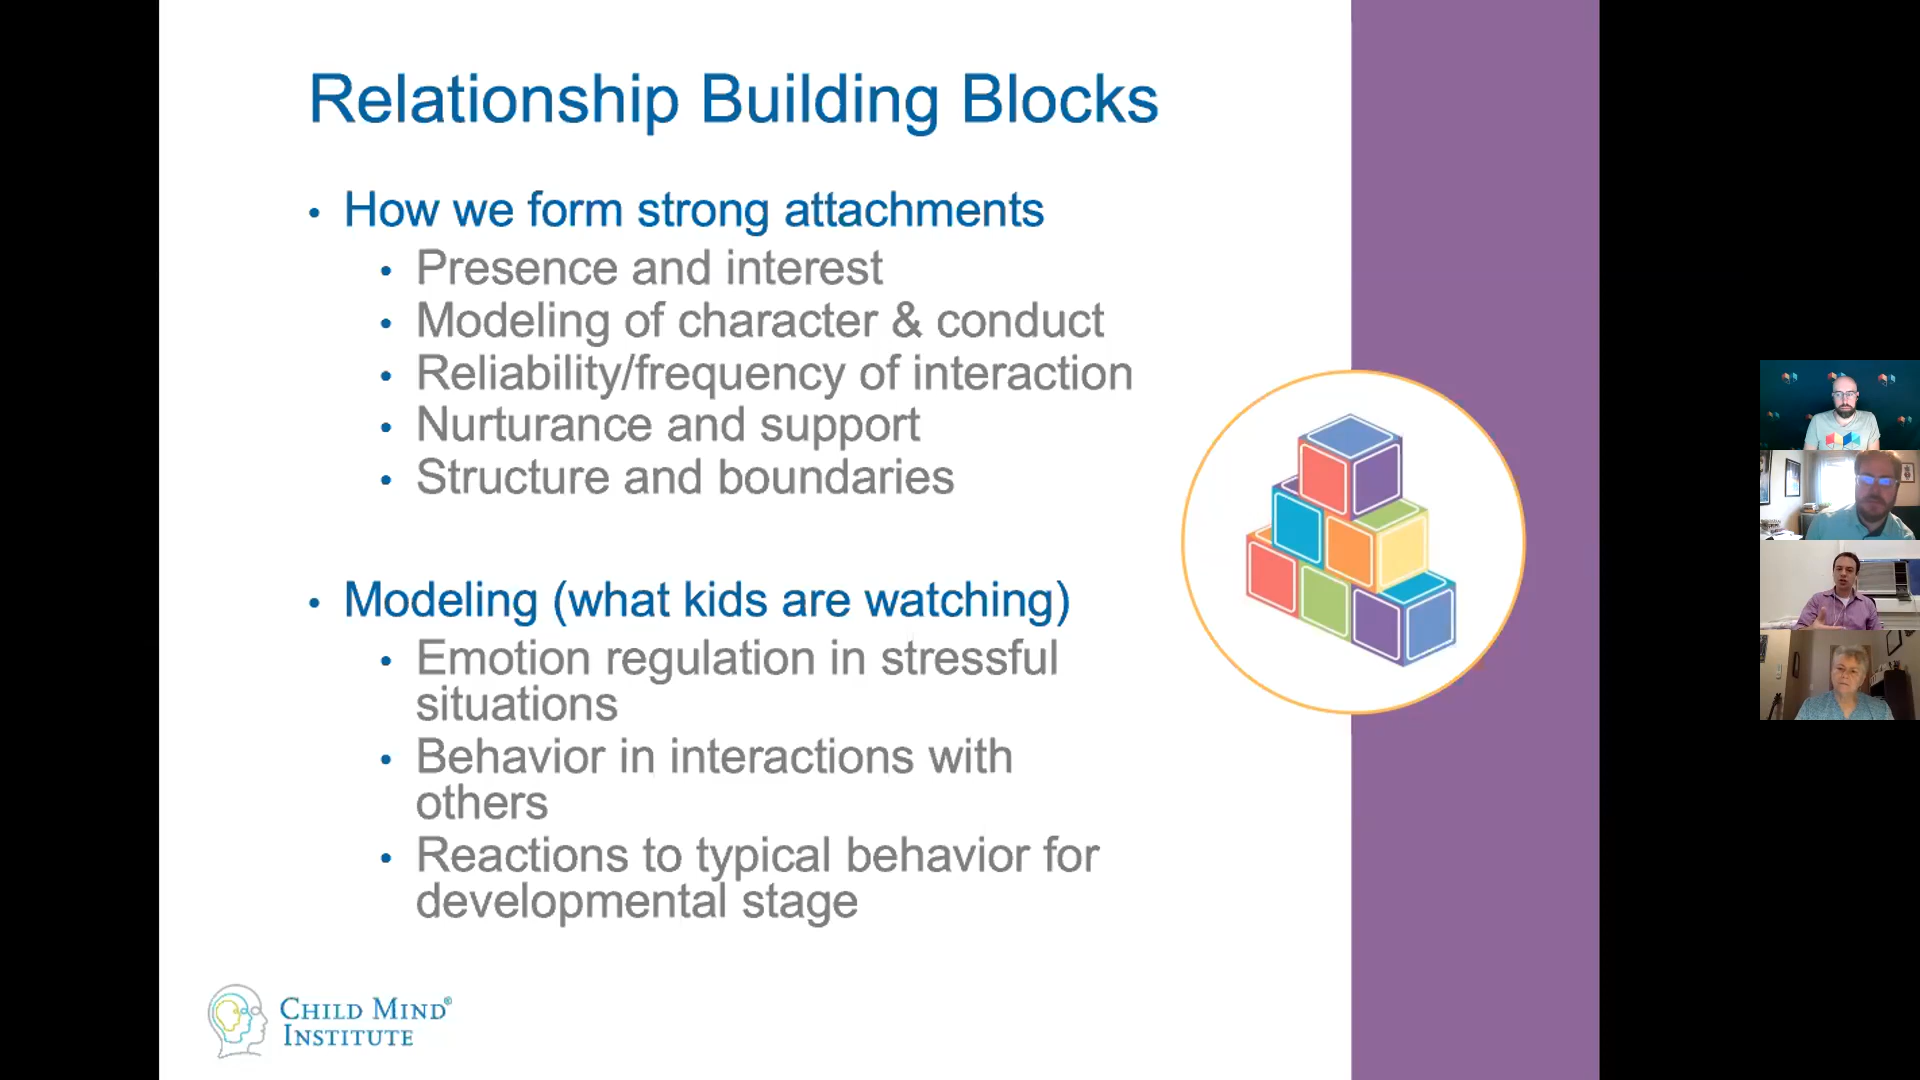 Relationship Building Blocks
• How we form strong attachments
• Presence and interest
• Modeling of character & conduct
• Reliability/frequency of interaction
• Nurturance and support
• Structure and boundaries
• Modeling (what kids are watching)
• Emotion regulation in stressful
situations
• Behavior in interactions with
others
• Reactions to typical behavior for
developmental stage
CHILD MIND®
INSTITUTE